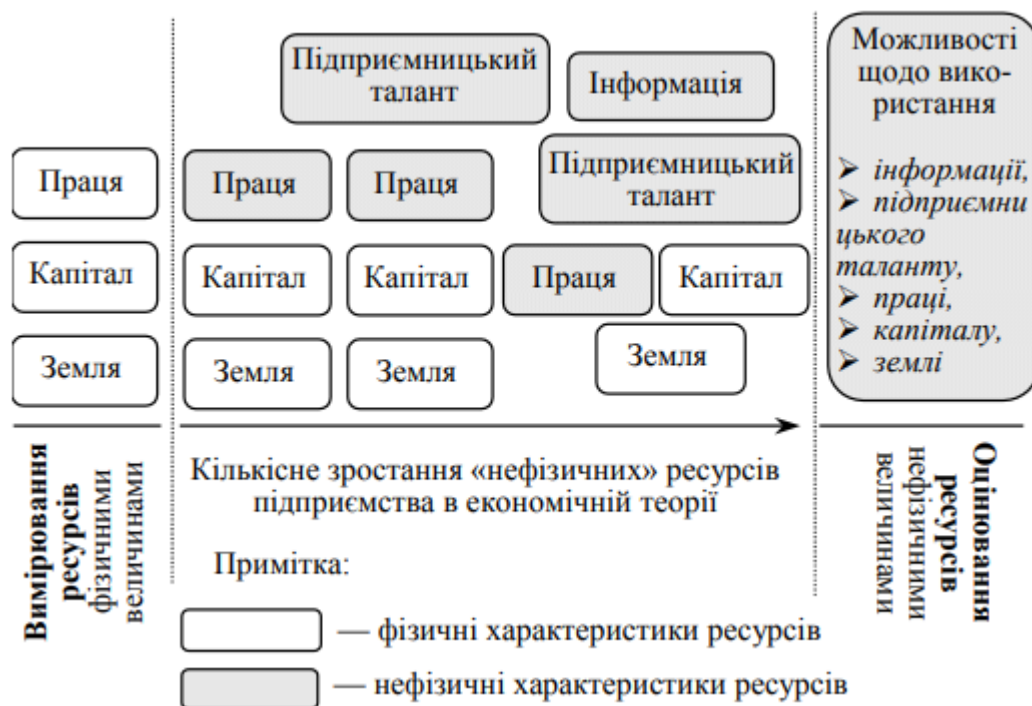 Підприємницький
талант
Інформація
Можливості
щодо вико-
ристання
➢ інформації,
➢ підприємни
цького
таланту,
➢ праці,
➢ капіталу,
➢ землі
Праця
Праця
Праця
Підприємницький
талант
Капітал
Капітал
Капітал
Праця
Капітал
Земля
Земля
Земля
Земля
Вимірювання
ресурсів
фізичними
величинами
Кількісне зростання «нефізичних» ресурсів
підприємства в економічній теорії
Оцінювання
ресурсів
нефізичними
величинами
Примітка:
— фізичні характеристики ресурсів
— нефізичні характеристики ресурсів